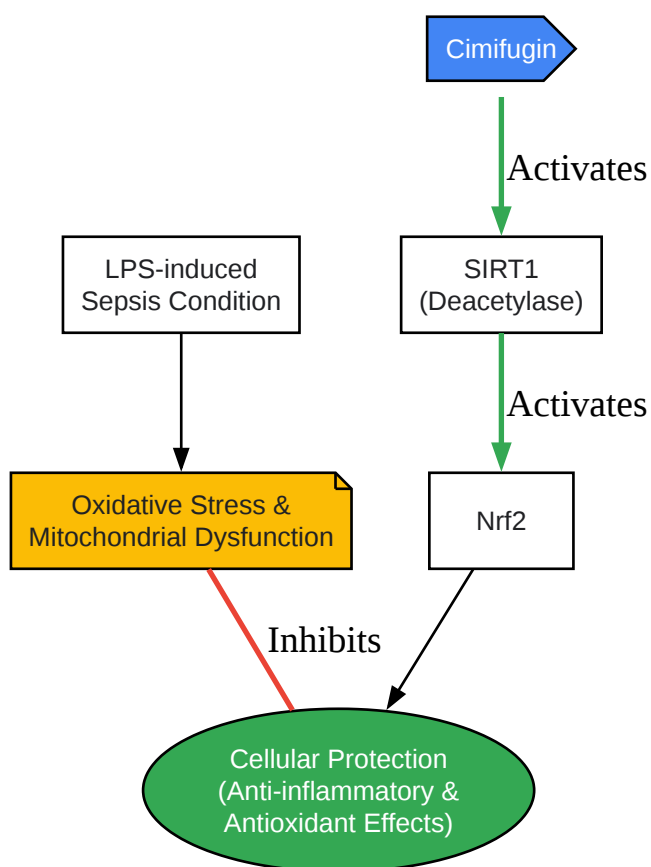 Cimifugin
Activates
LPS-induced
Sepsis Condition
SIRT1
(Deacetylase)
Activates
Oxidative Stress &
Mitochondrial Dysfunction
Nrf2
Inhibits
Cellular Protection
(Anti-inflammatory &
Antioxidant Effects)